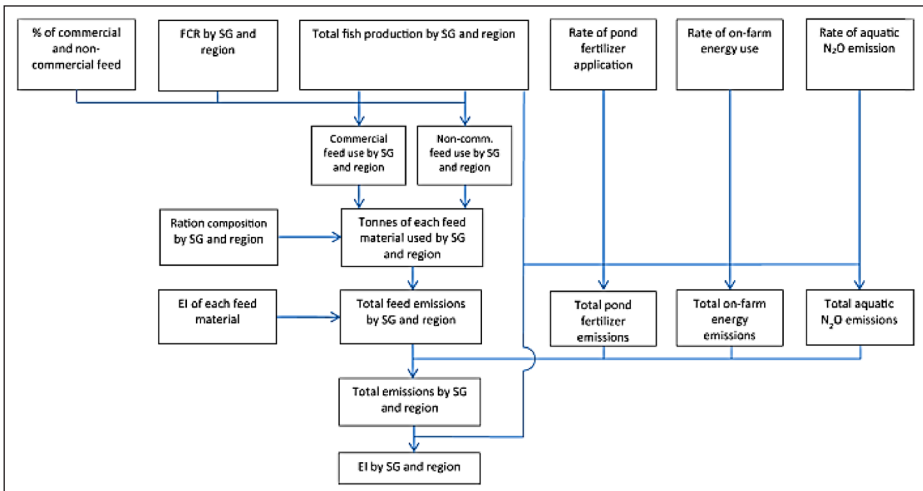 % of commercial
and non-
commercial feed
FCR by SG and
region
Total fish production by SG and region
Rate of pond
fertilizer
application
Rate of on-farm
energy use
Rate of aquatic
N₂O emission
Commercial
feed use by SG
and region
Non-comm.
feed use by SG
and region
Ration composition
by SG and region
Tonnes of each feed
material used by SG
and region
EI of each feed
material
Total feed emissions
by SG and region
Total pond
fertilizer
emissions
Total on-farm
energy
emissions
Total aquatic
N₂O emissions
Total emissions by SG
and region
EI by SG and region